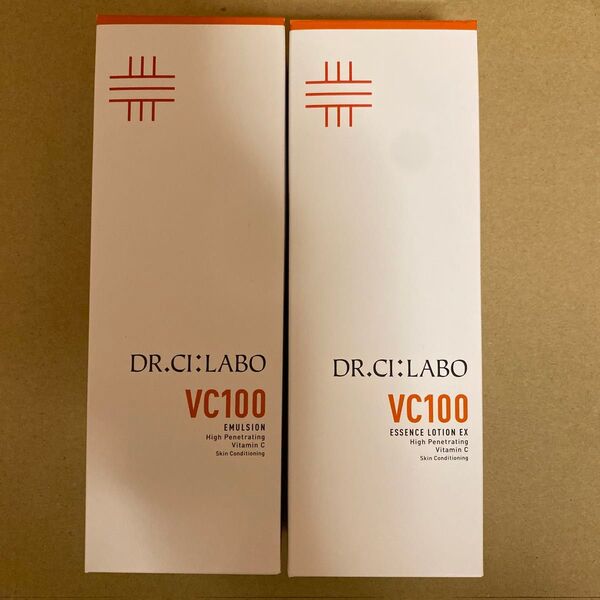 DR.CI:LABO
VC100
EMULSION
High Penetrating
Vitamin C
Skin Conditioning
DR.CI:LABO
VC100
ESSENCE LOTION EX
High Penetrating
Vitamin C
Skin Conditioning